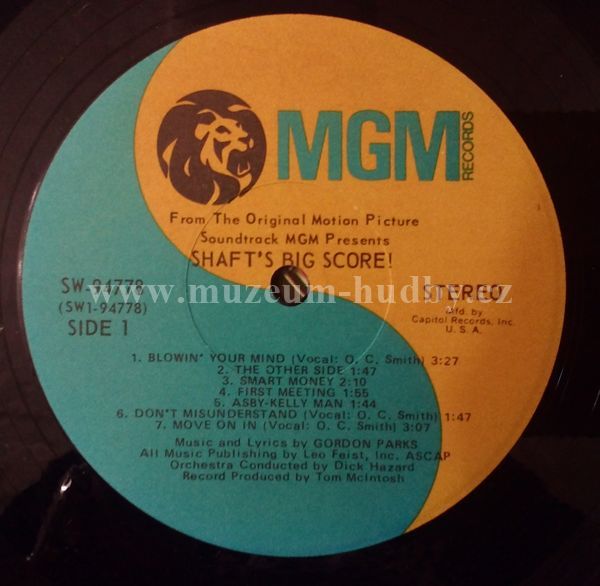 MGM
RECORDS
From The Original Motion Picture
Soundtrack MGM Presents
SHAFT'S BIG SCORE!
SW-94778
(SW1-94778)
SIDE 1
STEREO
Mfd. by
Capitol Records, Inc.
U. S. A.
www.muzeum-hudby.cz
1. BLOWIN' YOUR MIND (Vocal: O. C. Smith) 3:27
2. THE OTHER SIDE 1:47
3. SMART MONEY 2:10
4. FIRST MEETING 1:55
5. ASBY-KELLY MAN 1:44
6. DON'T MISUNDERSTAND (Vocal: O. C. Smith) 1:47
7. MOVE ON IN (Vocal: O. C. Smith) 3:07
Music and Lyrics by GORDON PARKS
All Music Publishing by Leo Feist, Inc. ASCAP
Orchestra Conducted by Dick Hazard
Record Produced by Tom McIntosh